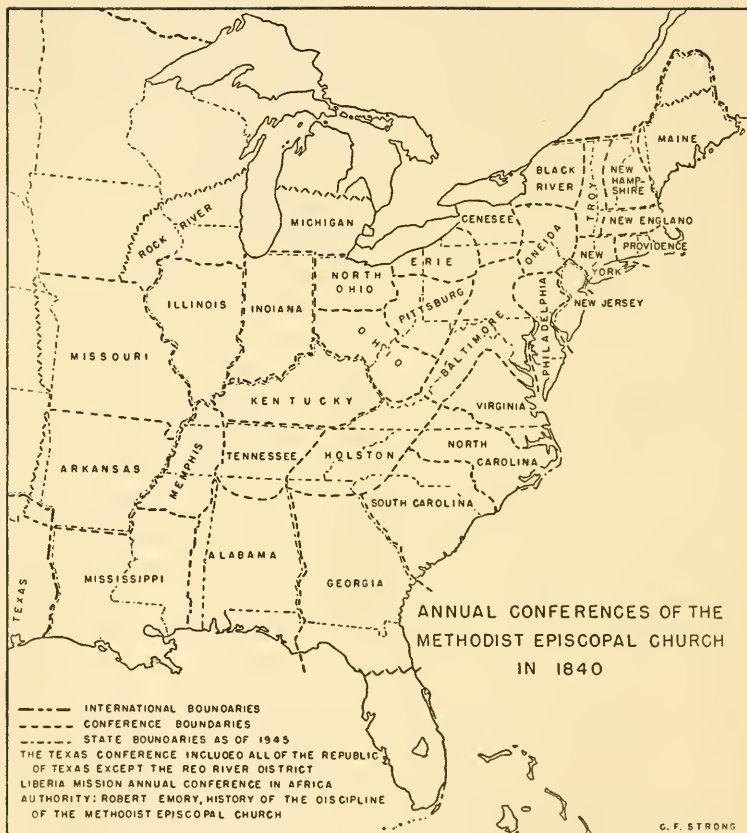 MAINE
BLACK
RIVER
TROY
NEW
HAMP-
SHIRE
NEW ENGLAND
PROVIDENCE
NEW
YORK
NEW JERSEY
ONEIDA
CENESEE
ERIE
MICHIGAN
ROCK RIVER
NORTH
OHIO
PITTSBURG
PHILADELPHIA
ILLINOIS
INDIANA
OHIO
BALTIMORE
MISSOURI
KENTUCKY
VIRGINIA
ARKANSAS
MEMPHIS
TENNESSEE
HOLSTON
NORTH
CAROLINA
SOUTH CAROLINA
TEXAS
MISSISSIPPI
ALABAMA
GEORGIA
ANNUAL CONFERENCES OF THE
METHODIST EPISCOPAL CHURCH
IN 1840
INTERNATIONAL BOUNDARIES
CONFERENCE BOUNDARIES
STATE BOUNDARIES AS OF 1945
THE TEXAS CONFERENCE INCLUDED ALL OF THE REPUBLIC
OF TEXAS EXCEPT THE RED RIVER DISTRICT
LIBERIA MISSION ANNUAL CONFERENCE IN AFRICA
AUTHORITY: ROBERT EMORY, HISTORY OF THE DISCIPLINE
OF THE METHODIST EPISCOPAL CHURCH
C. F. STRONG